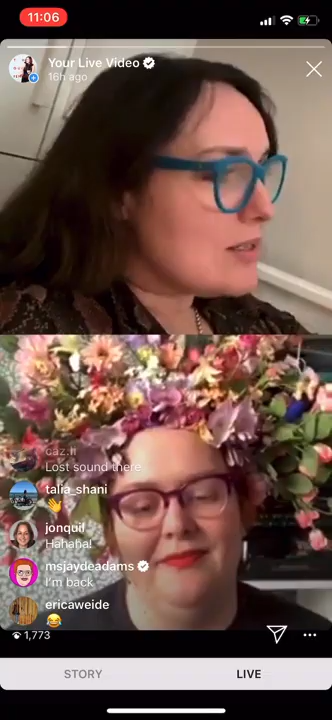 11:06
Your Live Video
16h ago
caz.ll
Lost sound there
talia_shani
👋
jonquil
Hahaha!
msjaydeadams
I'm back
ericaweide
😂
1,773
STORY
LIVE